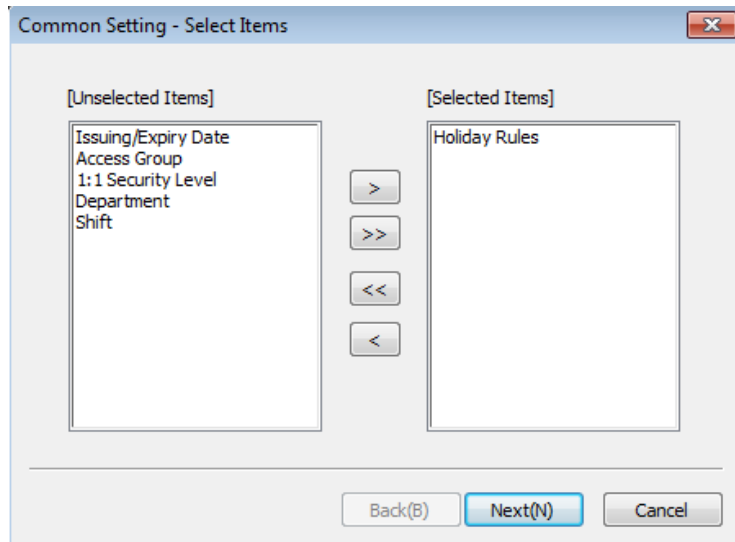 Common Setting - Select Items
[Unselected Items]
[Selected Items]
Issuing/Expiry Date
Access Group
1:1 Security Level
Department
Shift
>
>>
<<
<
Holiday Rules
Back(B)
Next(N)
Cancel